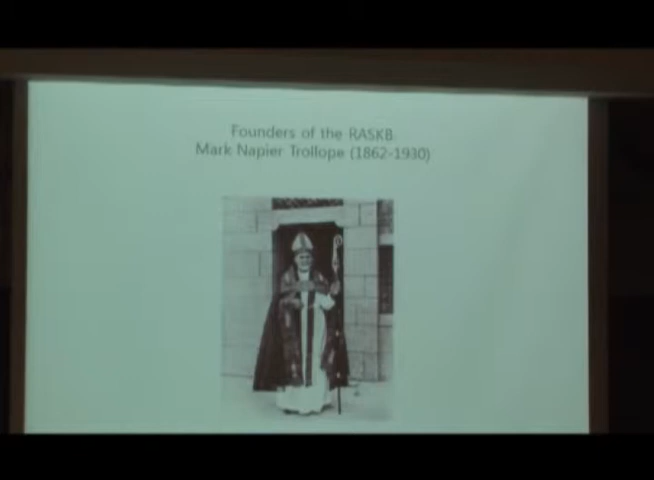 Founders of the RASKB.
Mark Napier Trollope (1862-1930)